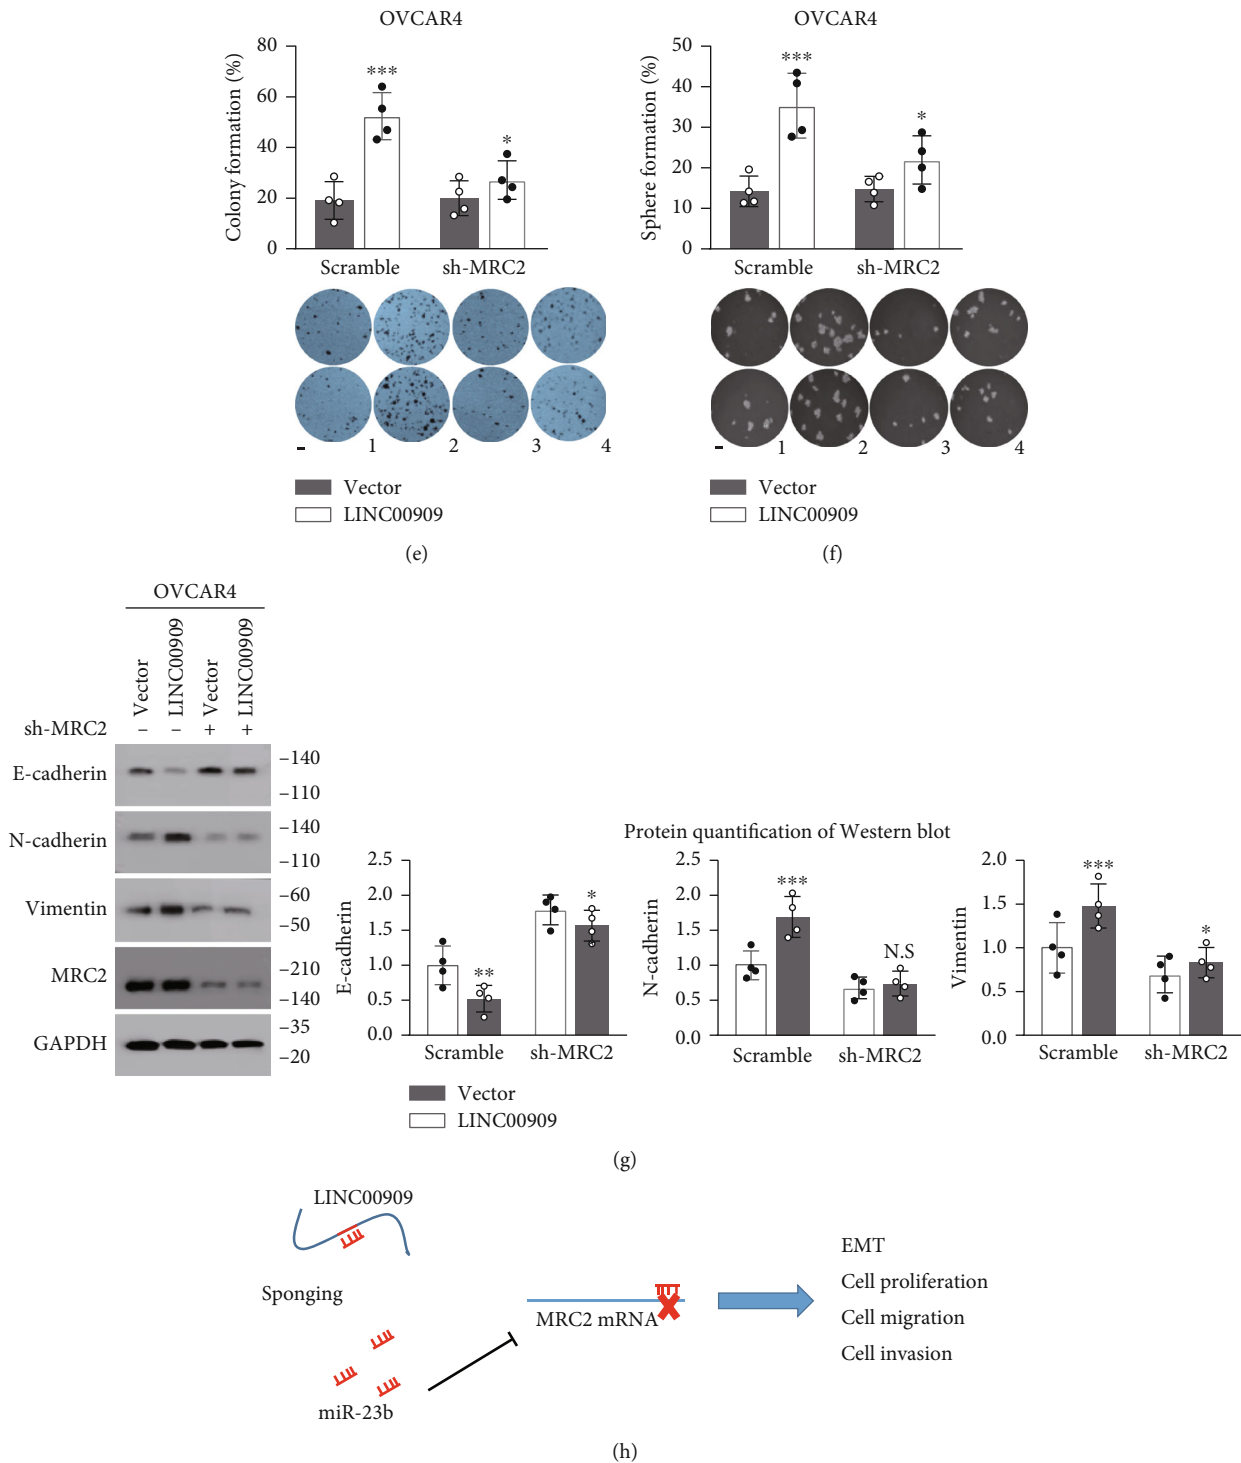 OVCAR4
Colony formation (%)
80
60
40
20
0
***
*
Scramble
sh-MRC2
1
2
3
4
Vector
LINC00909
(e)
OVCAR4
Sphere formation (%)
50
40
30
20
10
0
***
*
Scramble
sh-MRC2
1
2
3
4
Vector
LINC00909
(f)
OVCAR4
Vector
LINC00909
Vector
LINC00909
sh-MRC2 – – + +
E-cadherin
–140
–110
N-cadherin
–140
–110
Vimentin
–60
–50
MRC2
–210
–140
GAPDH
–35
–20
Protein quantification of Western blot
E-cadherin
2.5
2.0
1.5
1.0
0.5
0.0
**
*
Scramble
sh-MRC2
N-cadherin
2.5
2.0
1.5
1.0
0.5
0.0
***
N.S
Scramble
sh-MRC2
Vimentin
2.0
1.5
1.0
0.5
0.0
***
*
Scramble
sh-MRC2
Vector
LINC00909
(g)
LINC00909
Sponging
miR-23b
MRC2 mRNA
EMT
Cell proliferation
Cell migration
Cell invasion
(h)